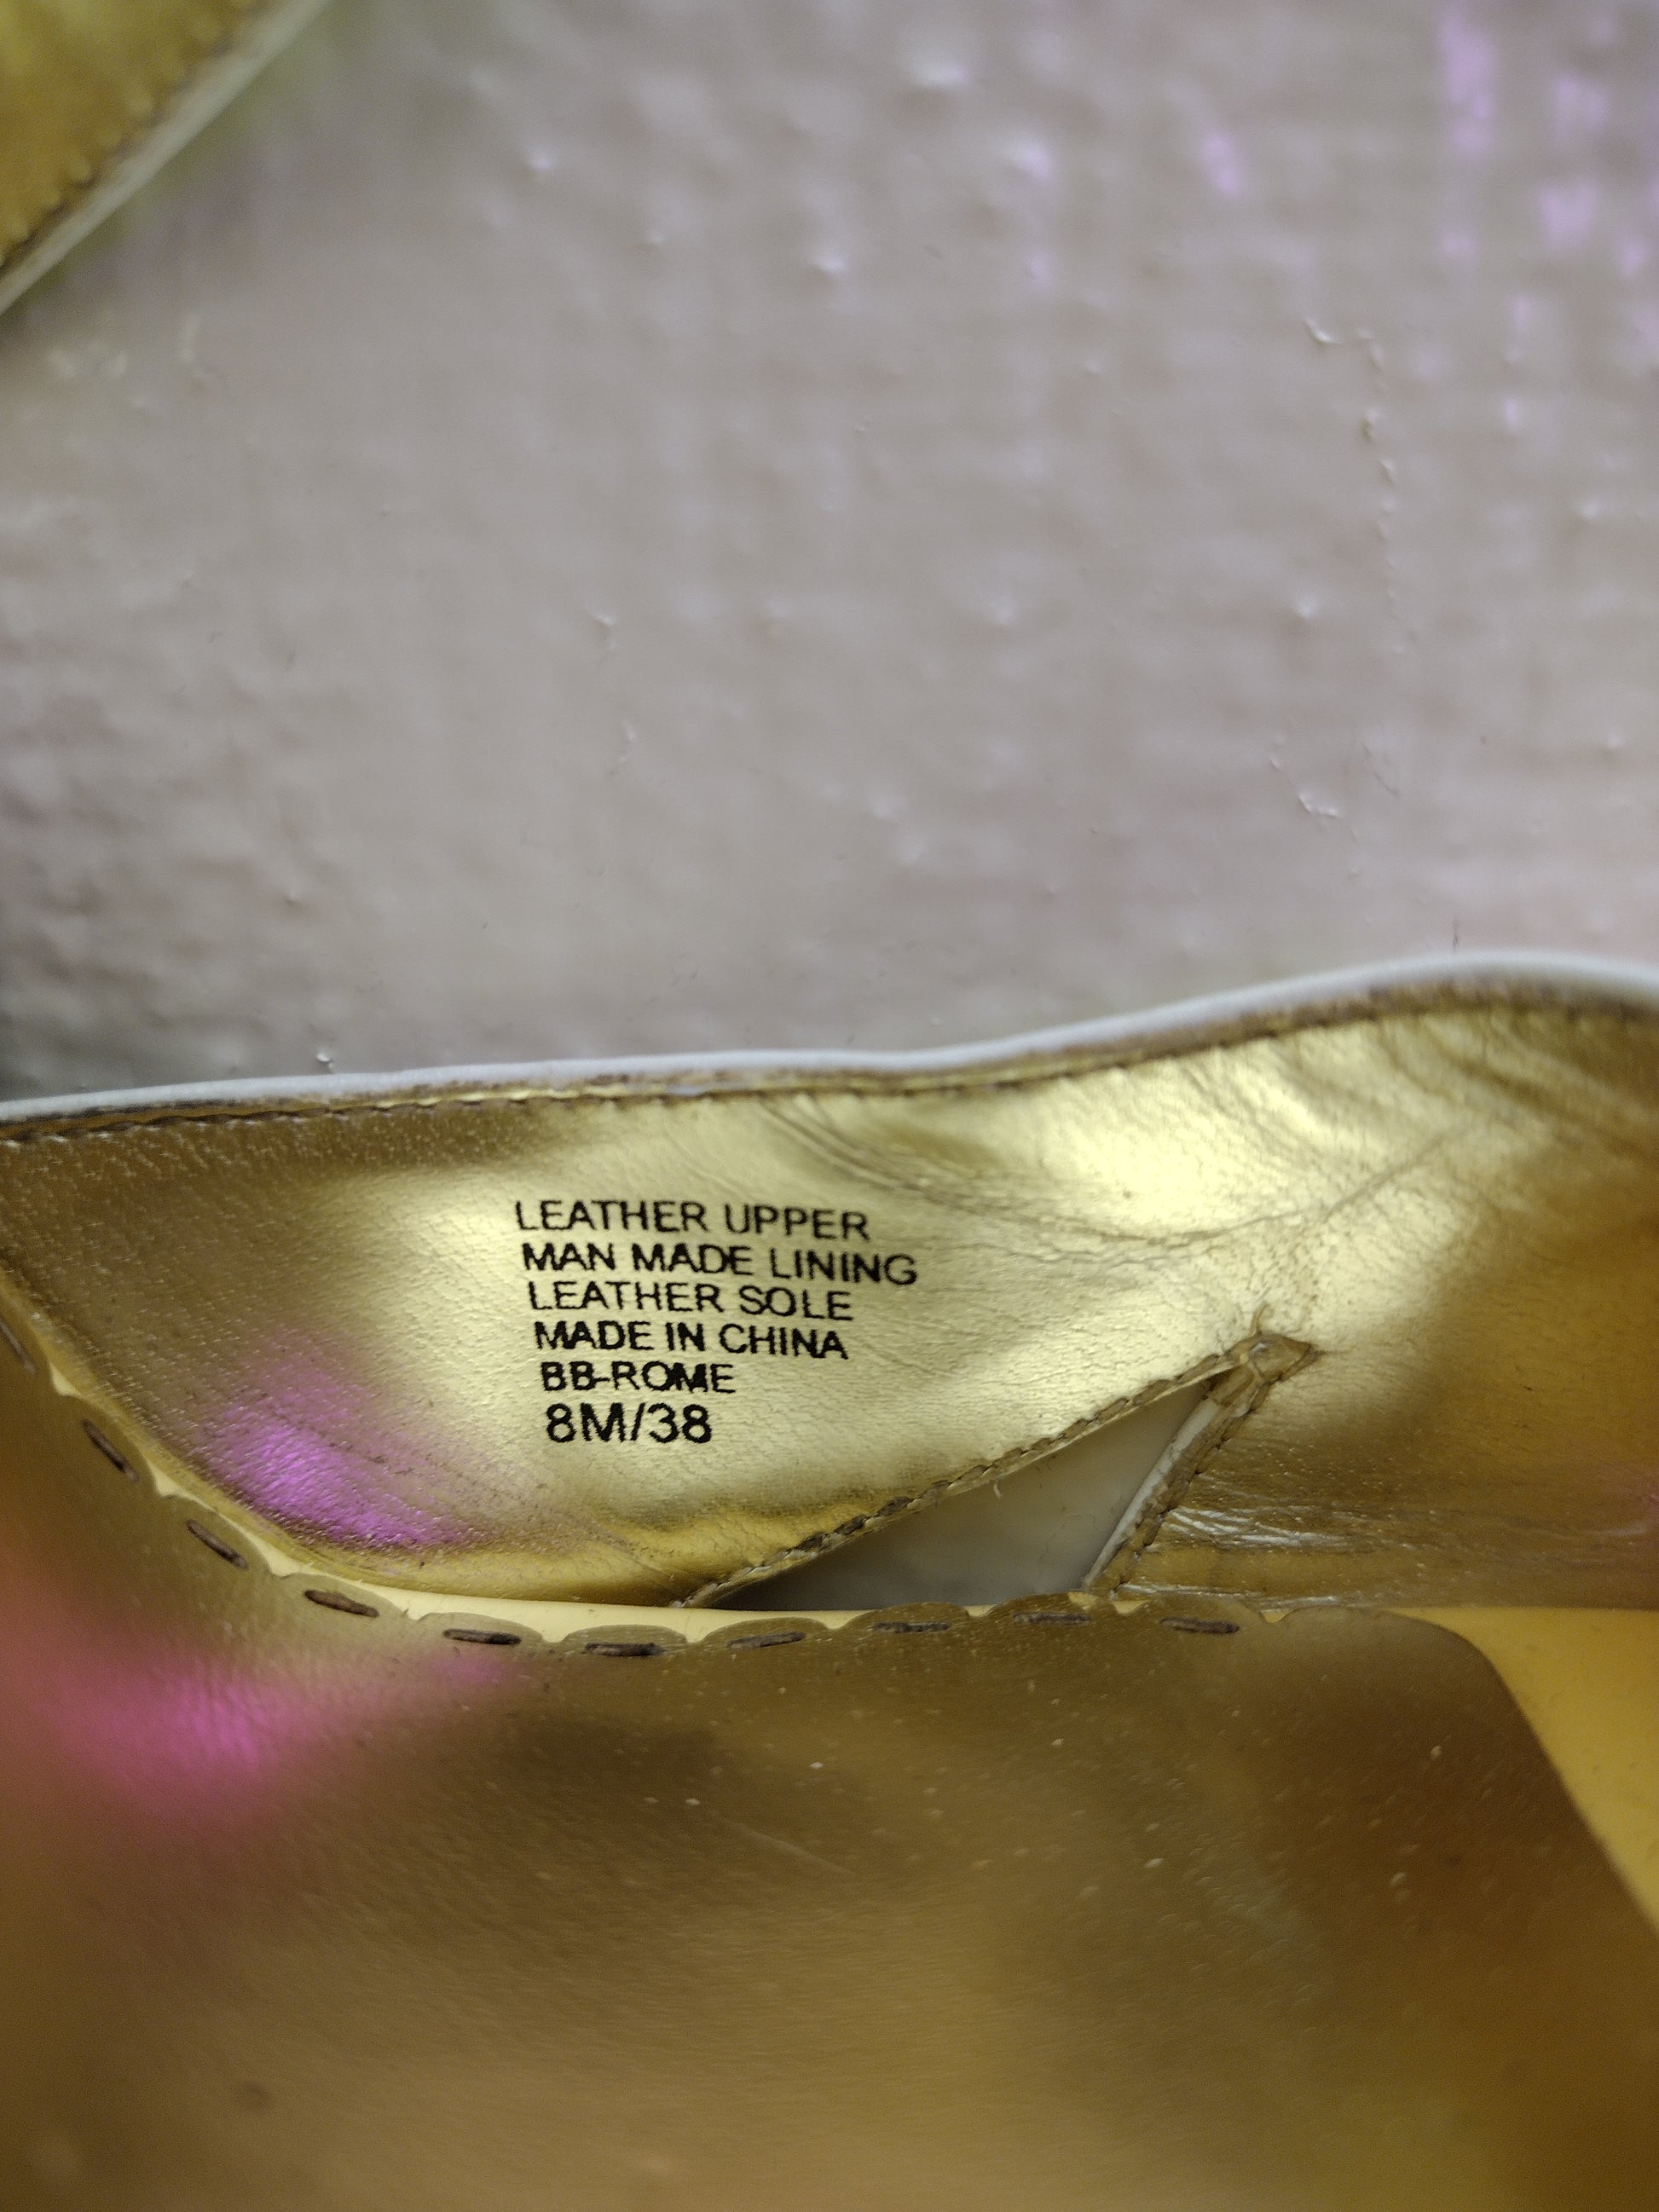 LEATHER UPPER
MAN MADE LINING
LEATHER SOLE
MADE IN CHINA
BB-ROME
8M/38